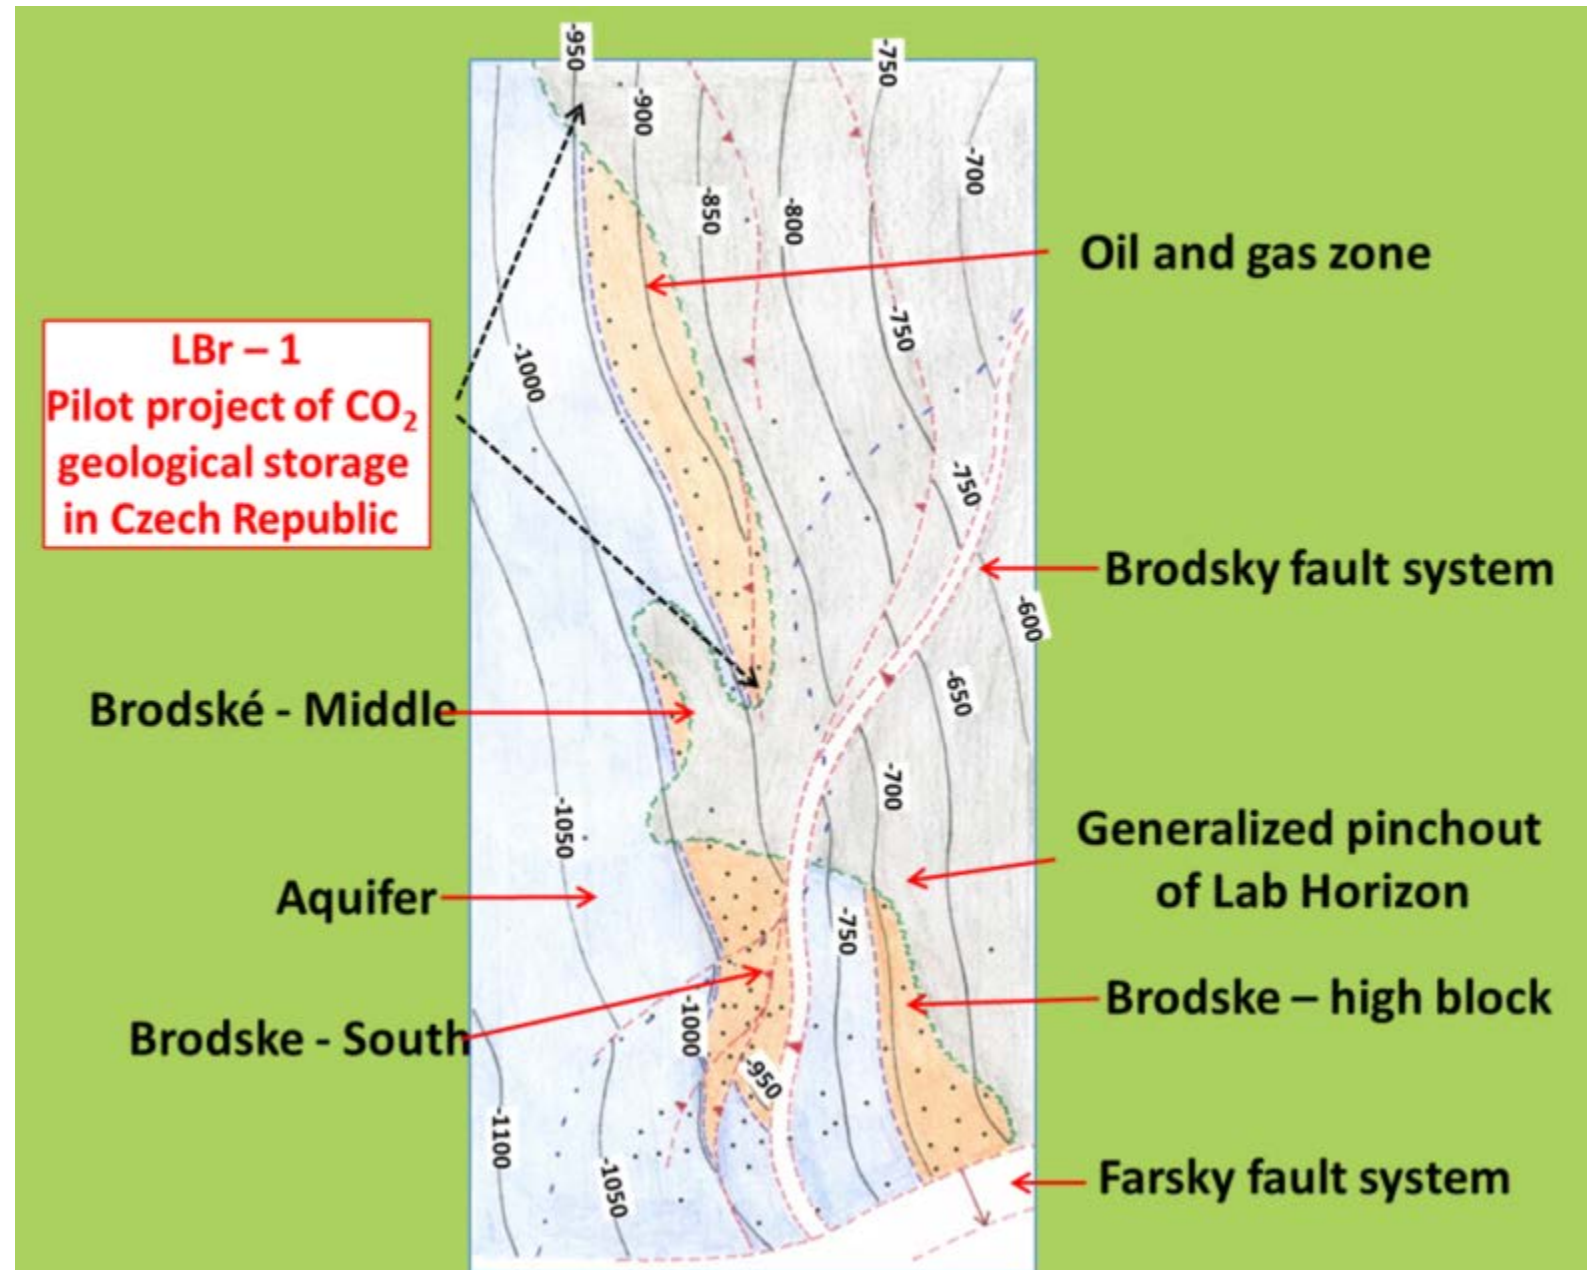 -950
-750
-900
-700
-850
-800
Oil and gas zone
LBr – 1
Pilot project of CO₂
geological storage
in Czech Republic
-750
-1000
-750
Brodsky fault system
-600
-650
Brodské - Middle
-700
-1050
Generalized pinchout
of Lab Horizon
Aquifer
-750
Brodske – high block
Brodske - South
-1000
-950
-1100
-1050
Farsky fault system